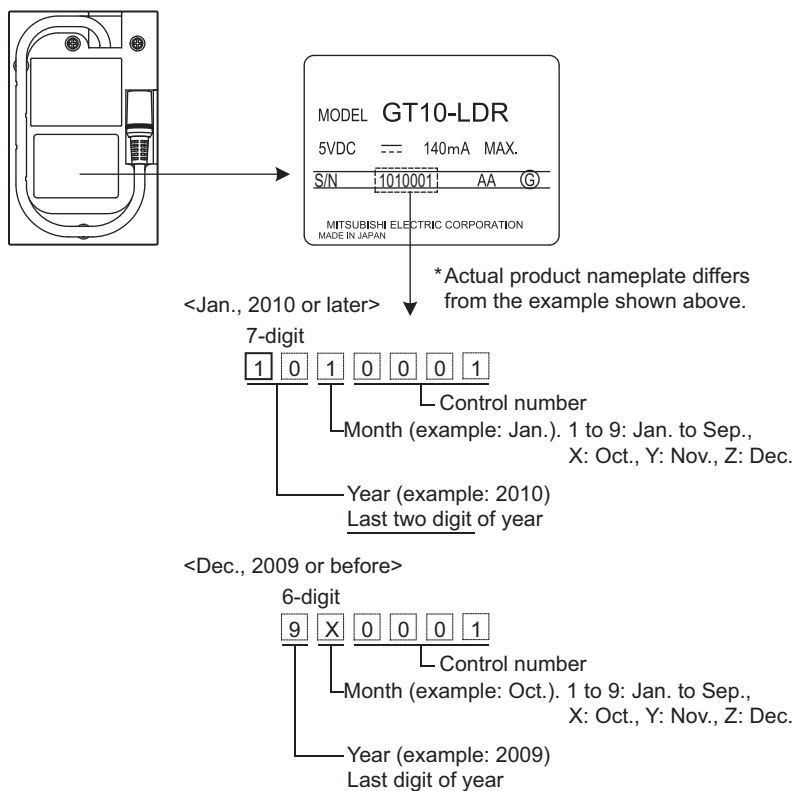 MODEL GT10-LDR
5VDC 140mA MAX.
S/N 1010001 AA G
MITSUBISHI ELECTRIC CORPORATION
MADE IN JAPAN
*Actual product nameplate differs
from the example shown above.
<Jan., 2010 or later>
7-digit
1 0 1 0 0 0 1
Control number
Month (example: Jan.). 1 to 9: Jan. to Sep.,
X: Oct., Y: Nov., Z: Dec.
Year (example: 2010)
Last two digit of year
<Dec., 2009 or before>
6-digit
9 X 0 0 0 1
Control number
Month (example: Oct.). 1 to 9: Jan. to Sep.,
X: Oct., Y: Nov., Z: Dec.
Year (example: 2009)
Last digit of year